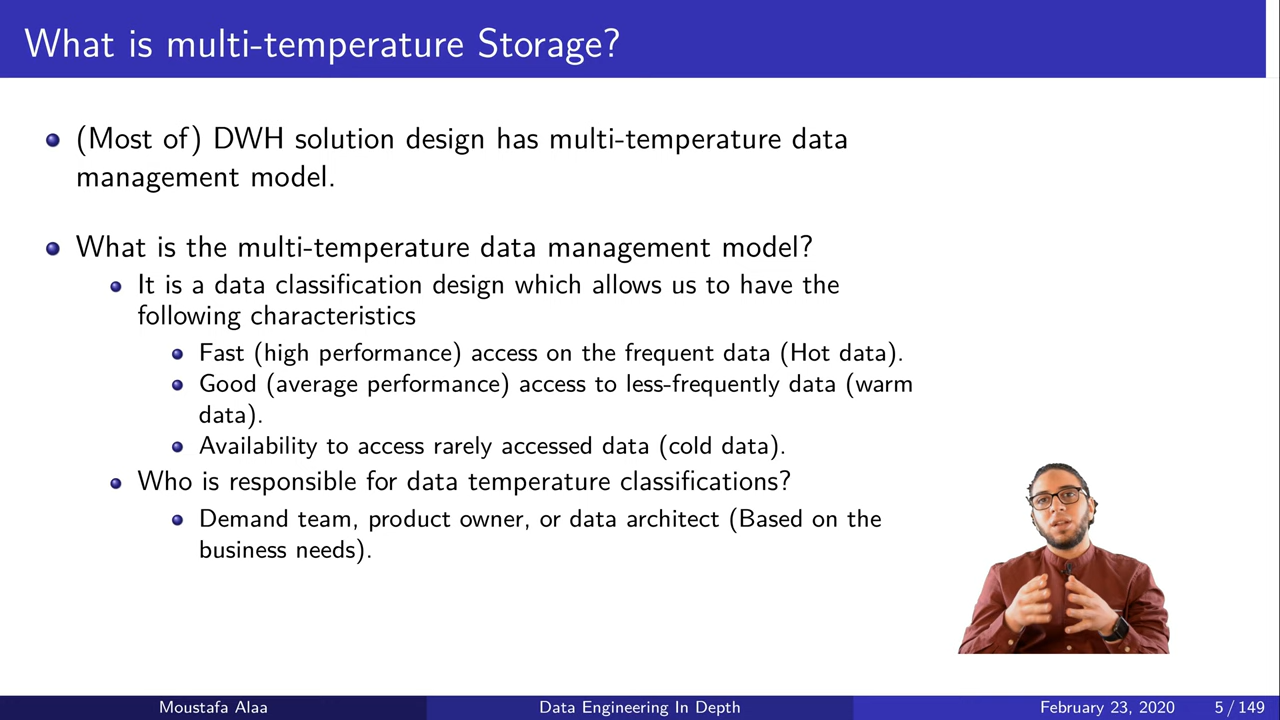 What is multi-temperature Storage?
(Most of) DWH solution design has multi-temperature data
management model.
What is the multi-temperature data management model?
It is a data classification design which allows us to have the
following characteristics
Fast (high performance) access on the frequent data (Hot data).
Good (average performance) access to less-frequently data (warm
data).
Availability to access rarely accessed data (cold data).
Who is responsible for data temperature classifications?
Demand team, product owner, or data architect (Based on the
business needs).
Moustafa Alaa Data Engineering In Depth February 23, 2020 5 / 149